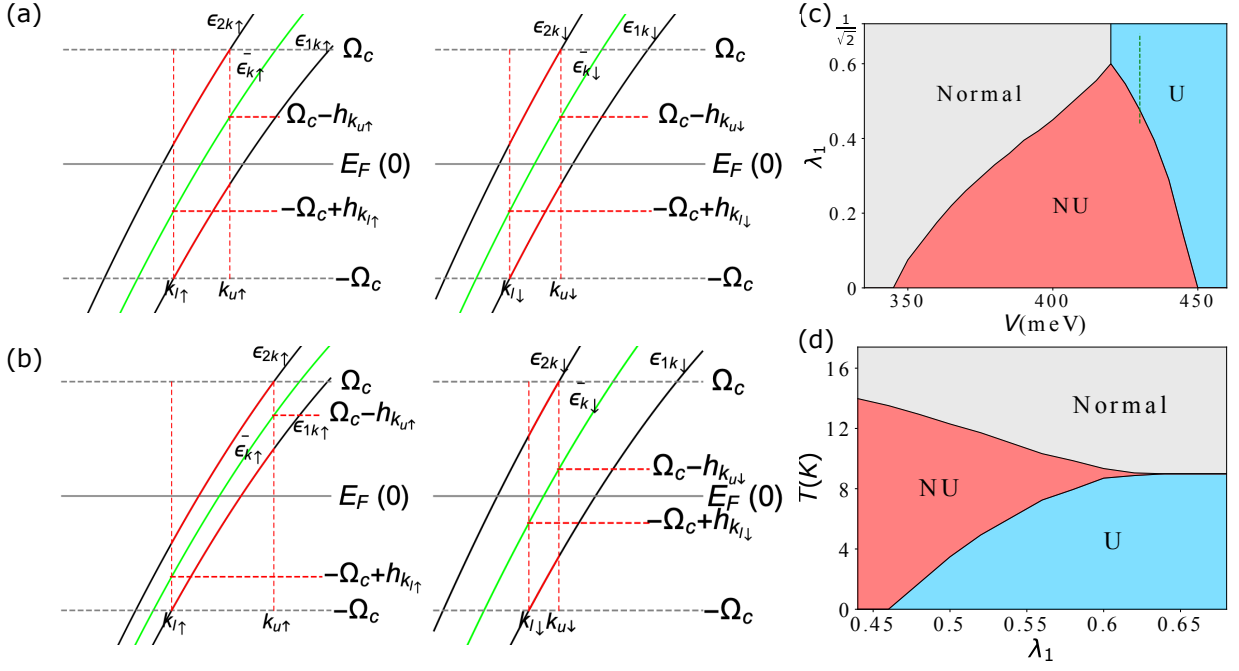 (a)
ϵ2k↑
ϵ1k↑
ϵ̄k↑
Ωc
Ωc−hku↑
EF (0)
−Ωc+hkl↑
−Ωc
kl↑
ku↑
ϵ2k↓
ϵ1k↓
ϵ̄k↓
Ωc
Ωc−hku↓
EF (0)
−Ωc+hkl↓
−Ωc
kl↓
ku↓
(b)
ϵ2k↑
Ωc
Ωc−hku↑
ϵ1k↑
ϵ̄k↑
EF (0)
−Ωc+hkl↑
−Ωc
kl↑
ku↑
ϵ2k↓
ϵ1k↓
ϵ̄k↓
Ωc
Ωc−hku↓
EF (0)
−Ωc+hkl↓
−Ωc
kl↓
ku↓
(c)
1/√2
0.6
0.4
0.2
0
λ1
Normal
U
NU
350
400
450
V(meV)
(d)
16
12
8
4
0
T(K)
Normal
NU
U
0.45
0.5
0.55
0.6
0.65
λ1